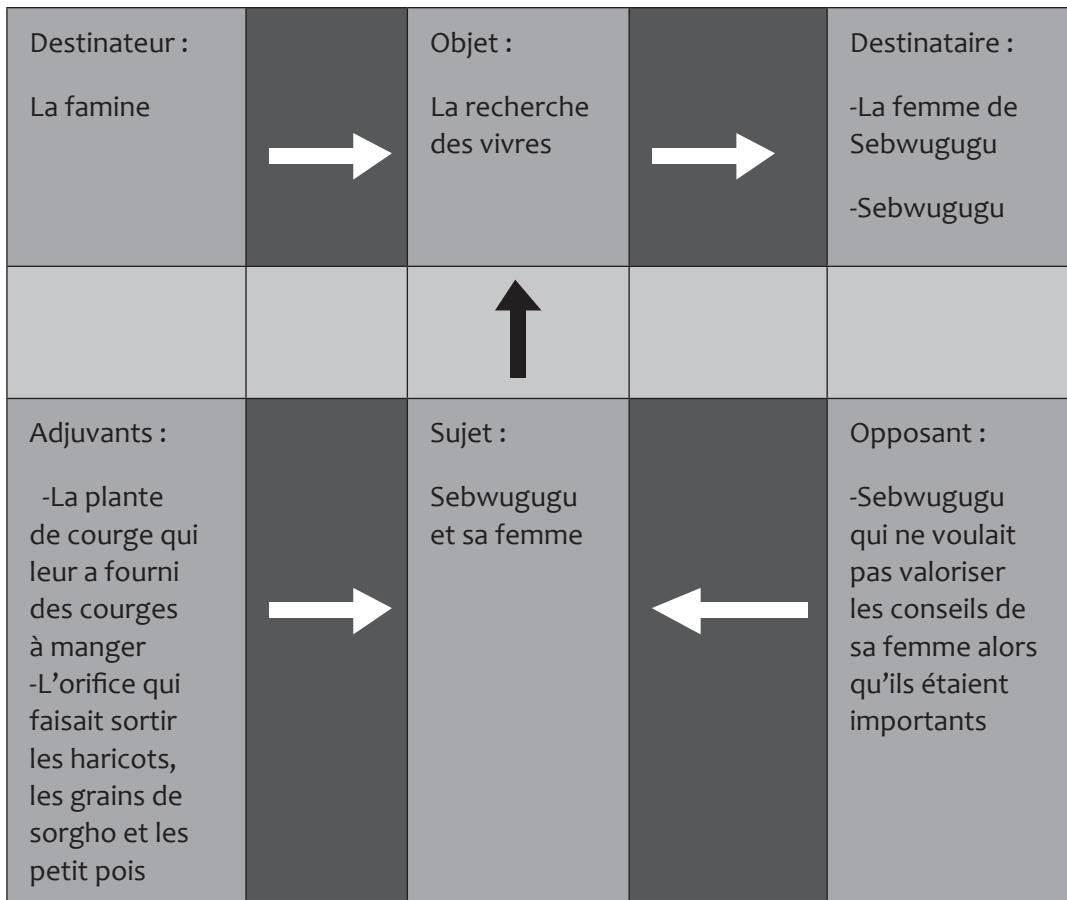 Destinateur :
La famine
Objet :
La recherche
des vivres
Destinataire :
-La femme de
Sebwugugu
-Sebwugugu
Adjuvants :
-La plante
de courge qui
leur a fourni
des courges
à manger
-L’orifice qui
faisait sortir
les haricots,
les grains de
sorgho et les
petit pois
Sujet :
Sebwugugu
et sa femme
Opposant :
-Sebwugugu
qui ne voulait
pas valoriser
les conseils de
sa femme alors
qu’ils étaient
importants